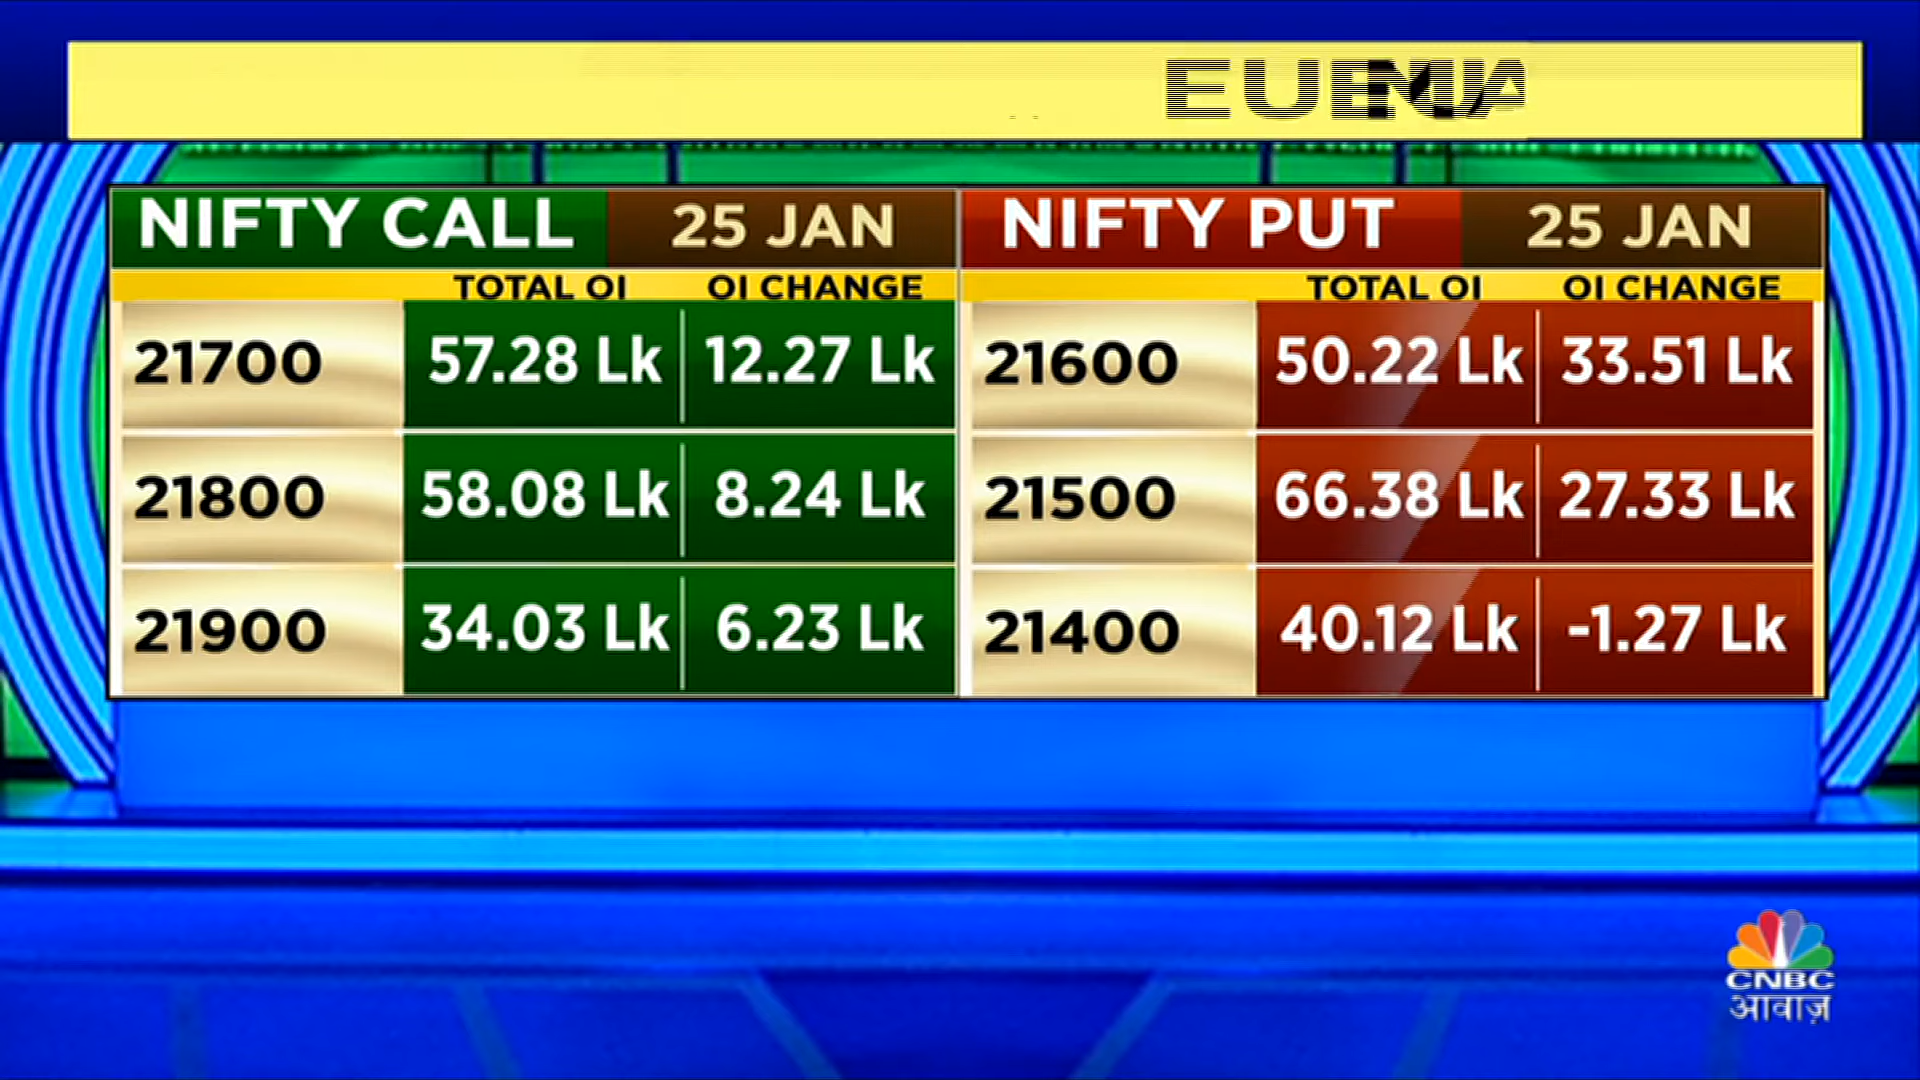 NIFTY CALL 25 JAN NIFTY PUT 25 JAN
TOTAL OI OI CHANGE TOTAL OI OI CHANGE
21700 57.28 Lk 12.27 Lk 21600 50.22 Lk 33.51 Lk
21800 58.08 Lk 8.24 Lk 21500 66.38 Lk 27.33 Lk
21900 34.03 Lk 6.23 Lk 21400 40.12 Lk -1.27 Lk
CNBC
आवाज़